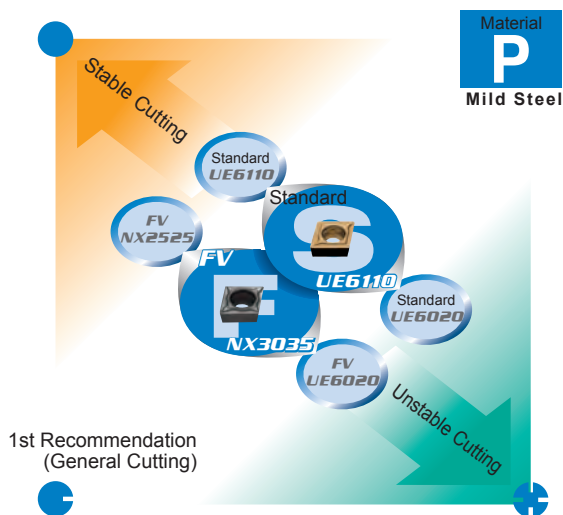 Material
P
Mild Steel
Stable Cutting
Standard
UE6110
FV
NX2525
Standard
S
UE6110
FV
F
NX3035
Standard
UE6020
FV
UE6020
Unstable Cutting
1st Recommendation
(General Cutting)